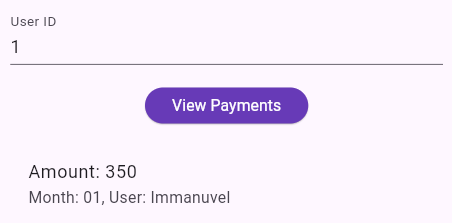 User ID
1
View Payments
Amount: 350
Month: 01, User: Immanuvel